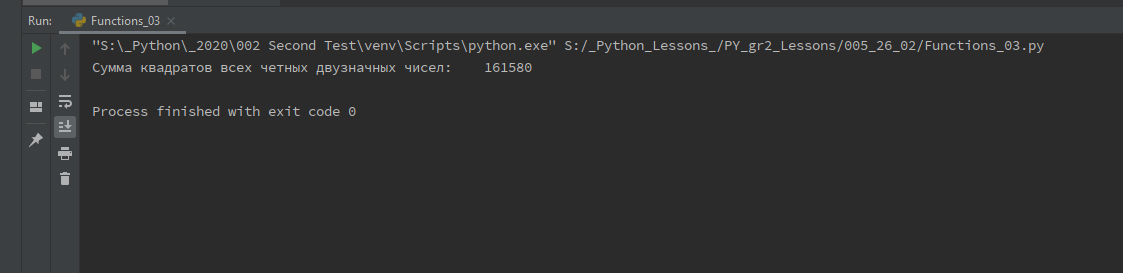 Run: Functions_03
"S:\_Python\_2020\002 Second Test\venv\Scripts\python.exe" S:/_Python_Lessons_/PY_gr2_Lessons/005_26_02/Functions_03.py
Сумма квадратов всех четных двузначных чисел:    161580
Process finished with exit code 0